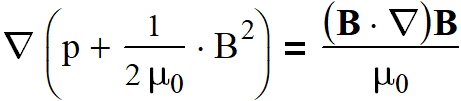 ∇ (p + 1/(2 μ₀) · B²) = (𝐁 · ∇)𝐁/μ₀